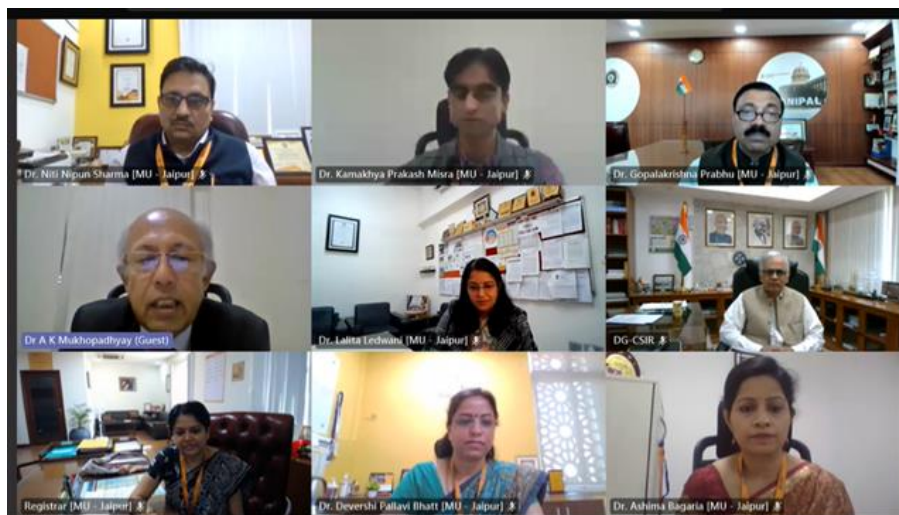 Dr. Niti Nipun Sharma [MU - Jaipur]
Dr. Kamakhya Prakash Misra [MU - Jaipur]
NIPAL
Dr. Gopalakrishna Prabhu [MU - Jaipur]
Dr A K Mukhopadhyay (Guest)
Dr. Lalita Ledwani [MU - Jaipur]
DG-CSIR
Registrar [MU - Jaipur]
Dr. Devershi Pallavi Bhatt [MU - Jaipur]
Dr. Ashima Bagaria [MU - Jaipur]